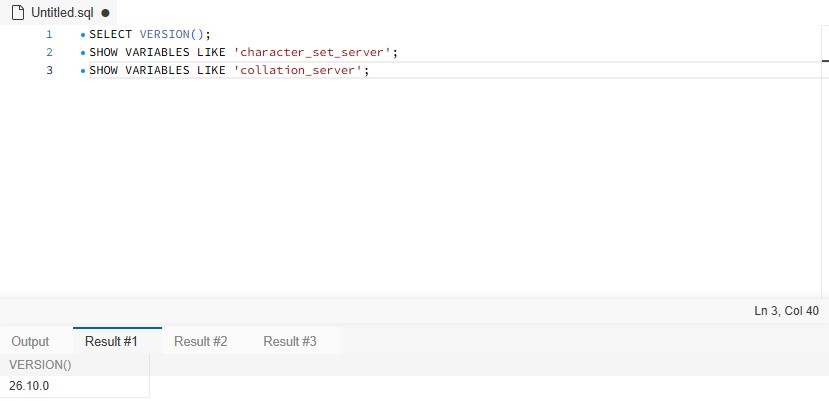 Untitled.sql
1 SELECT VERSION();
2 SHOW VARIABLES LIKE 'character_set_server';
3 SHOW VARIABLES LIKE 'collation_server';
Ln 3, Col 40
Output Result #1 Result #2 Result #3
VERSION()
26.10.0